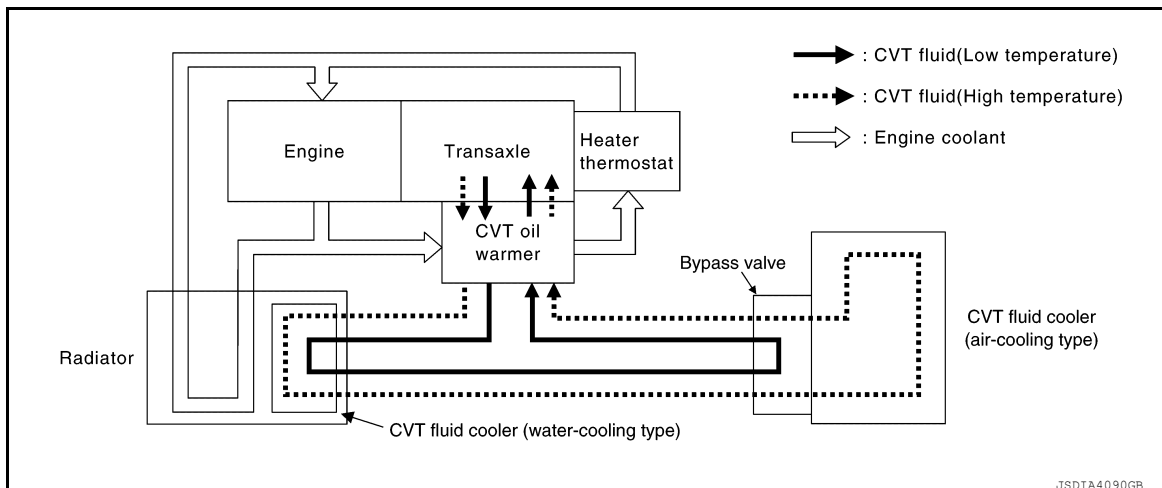 : CVT fluid(Low temperature)
: CVT fluid(High temperature)
: Engine coolant
Engine
Transaxle
Heater
thermostat
CVT oil
warmer
Bypass valve
CVT fluid cooler
(air-cooling type)
Radiator
CVT fluid cooler (water-cooling type)
JSDIA4090GB